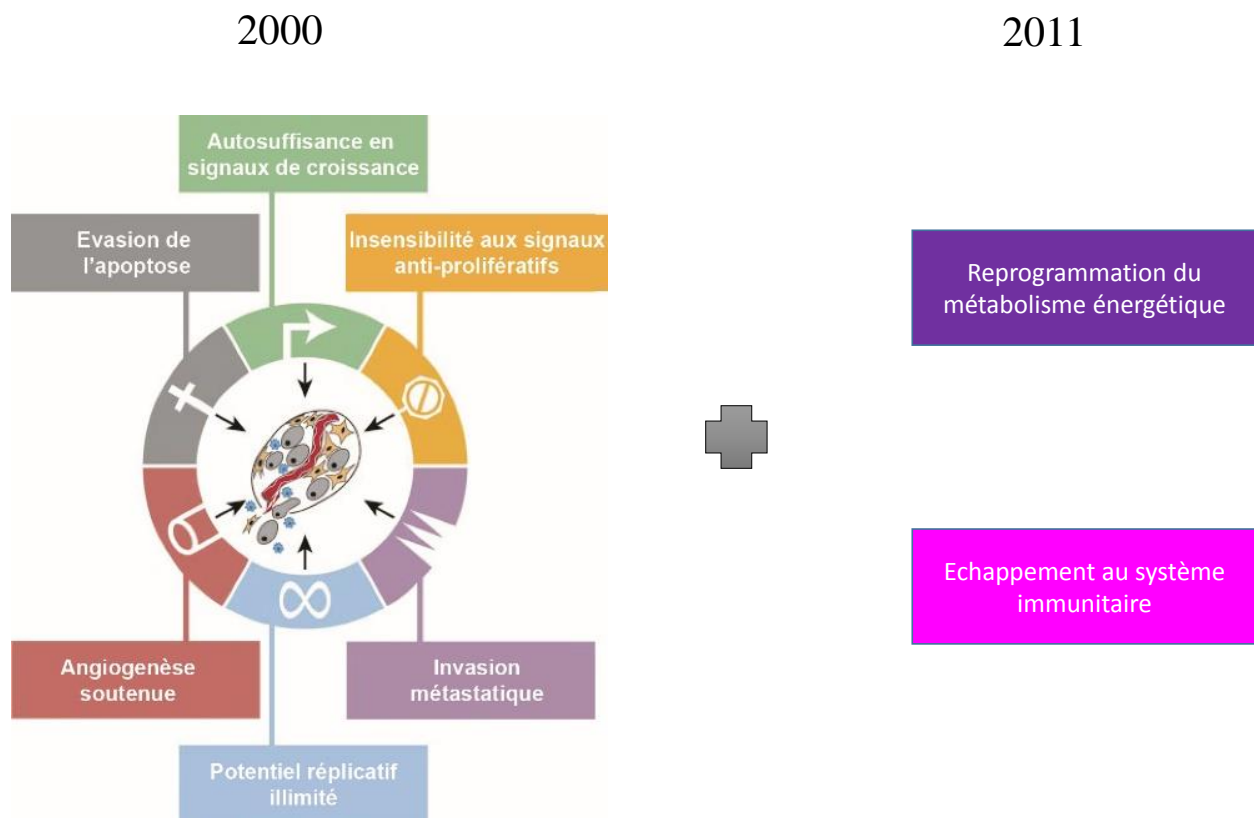 2000
2011
Autosuffisance en
signaux de croissance
Evasion de
l'apoptose
Insensibilité aux signaux
anti-prolifératifs
Angiogenèse
soutenue
Invasion
métastatique
Potentiel réplicatif
illimité
Reprogrammation du
métabolisme énergétique
Echappement au système
immunitaire